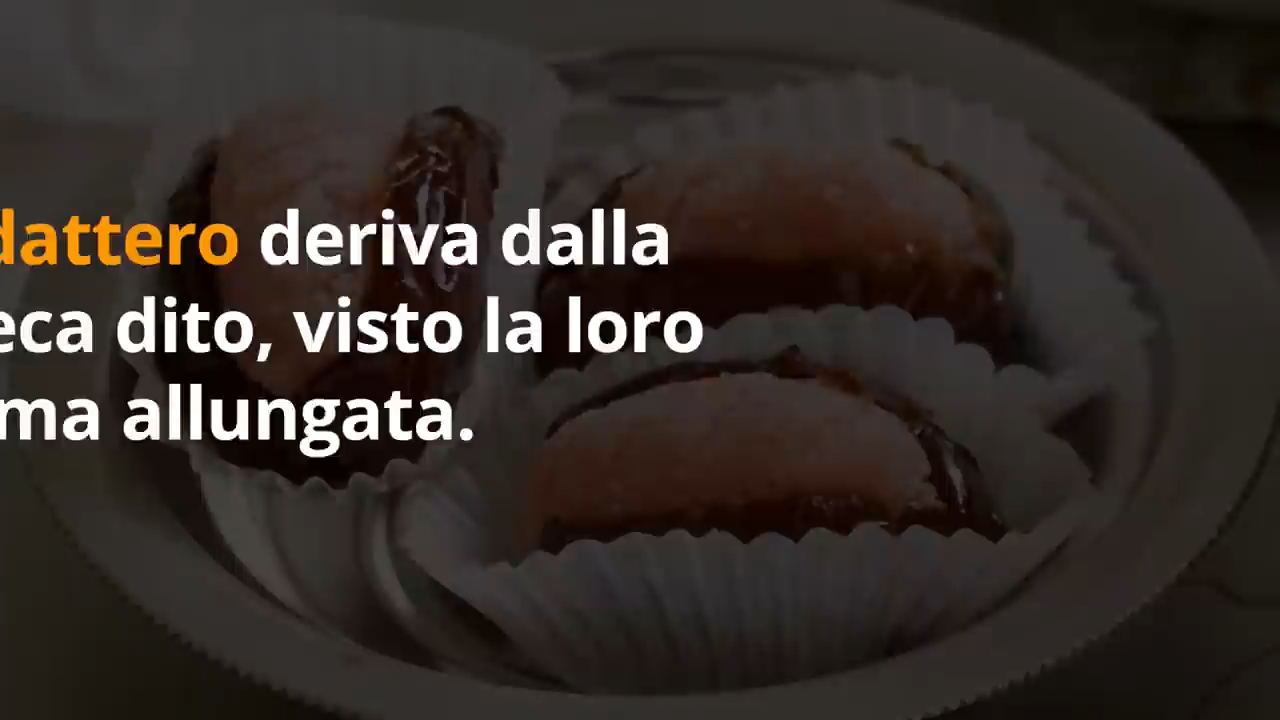 dattero deriva dalla
eca dito, visto la loro
ma allungata.